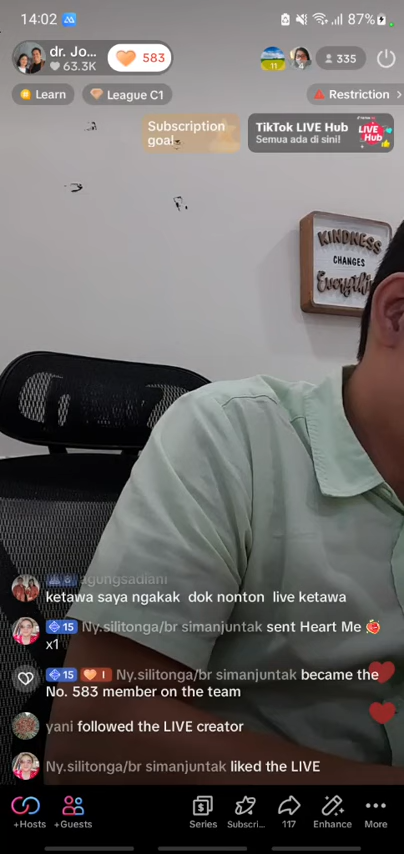 14:02
87%
dr. Jo...
63.3K
583
11
335
Learn
League C1
Restriction
Subscription
goal
TikTok LIVE Hub
Semua ada di sini!
LIVE
Hub
KINDNESS
CHANGES
Everything
agungsadiani
ketawa saya ngakak dok nonton live ketawa
15 Ny.silitonga/br simanjuntak sent Heart Me
x1
15 I Ny.silitonga/br simanjuntak became the
No. 583 member on the team
yani followed the LIVE creator
Ny.silitonga/br simanjuntak liked the LIVE
+Hosts
+Guests
Series
Subscri...
117
Enhance
More